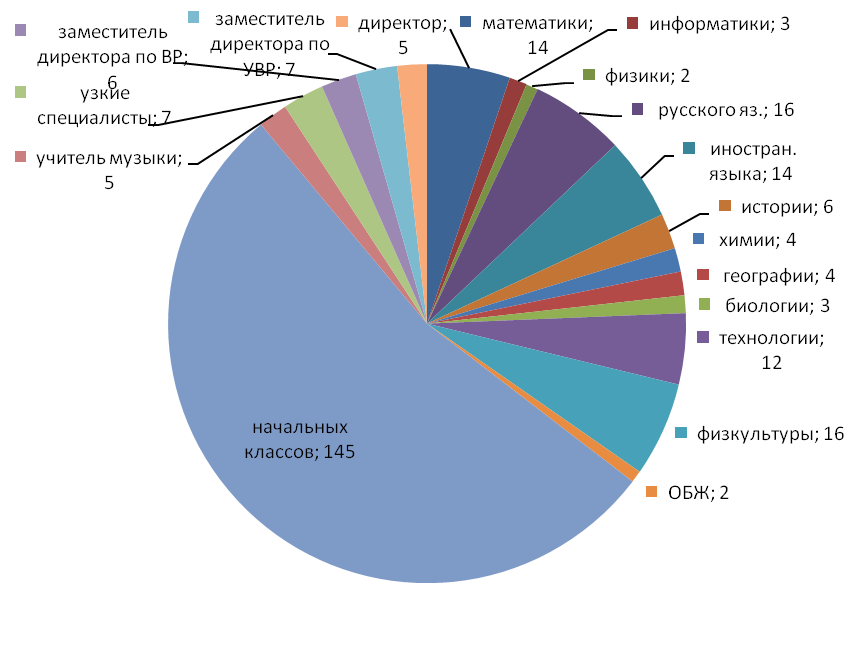 математики;
14
информатики; 3
физики; 2
русского яз.; 16
иностран.
языка; 14
истории; 6
химии; 4
географии; 4
биологии; 3
технологии;
12
физкультуры; 16
ОБЖ; 2
начальных
классов; 145
учитель музыки;
5
узкие
специалисты; 7
заместитель
директора по ВР;
6
заместитель
директора по
УВР; 7
директор;
5